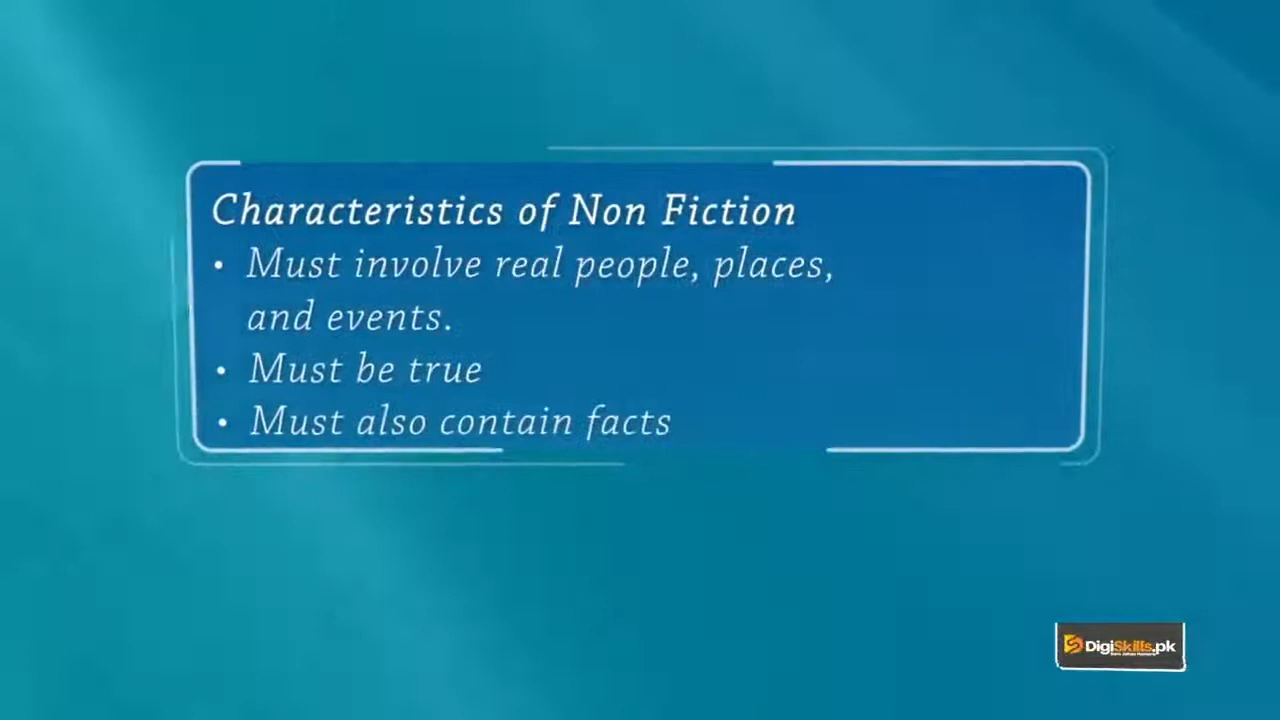 Characteristics of Non Fiction
• Must involve real people, places,
and events.
• Must be true
• Must also contain facts
DigiSkills.pk